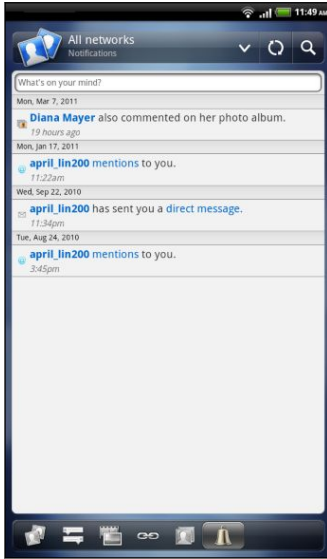 11:49 AM
All networks
Notifications
What's on your mind?
Mon, Mar 7, 2011
Diana Mayer also commented on her photo album.
19 hours ago
Mon, Jan 17, 2011
april_lin200 mentions to you.
11:22am
Wed, Sep 22, 2010
april_lin200 has sent you a direct message.
11:34pm
Tue, Aug 24, 2010
april_lin200 mentions to you.
3:45pm